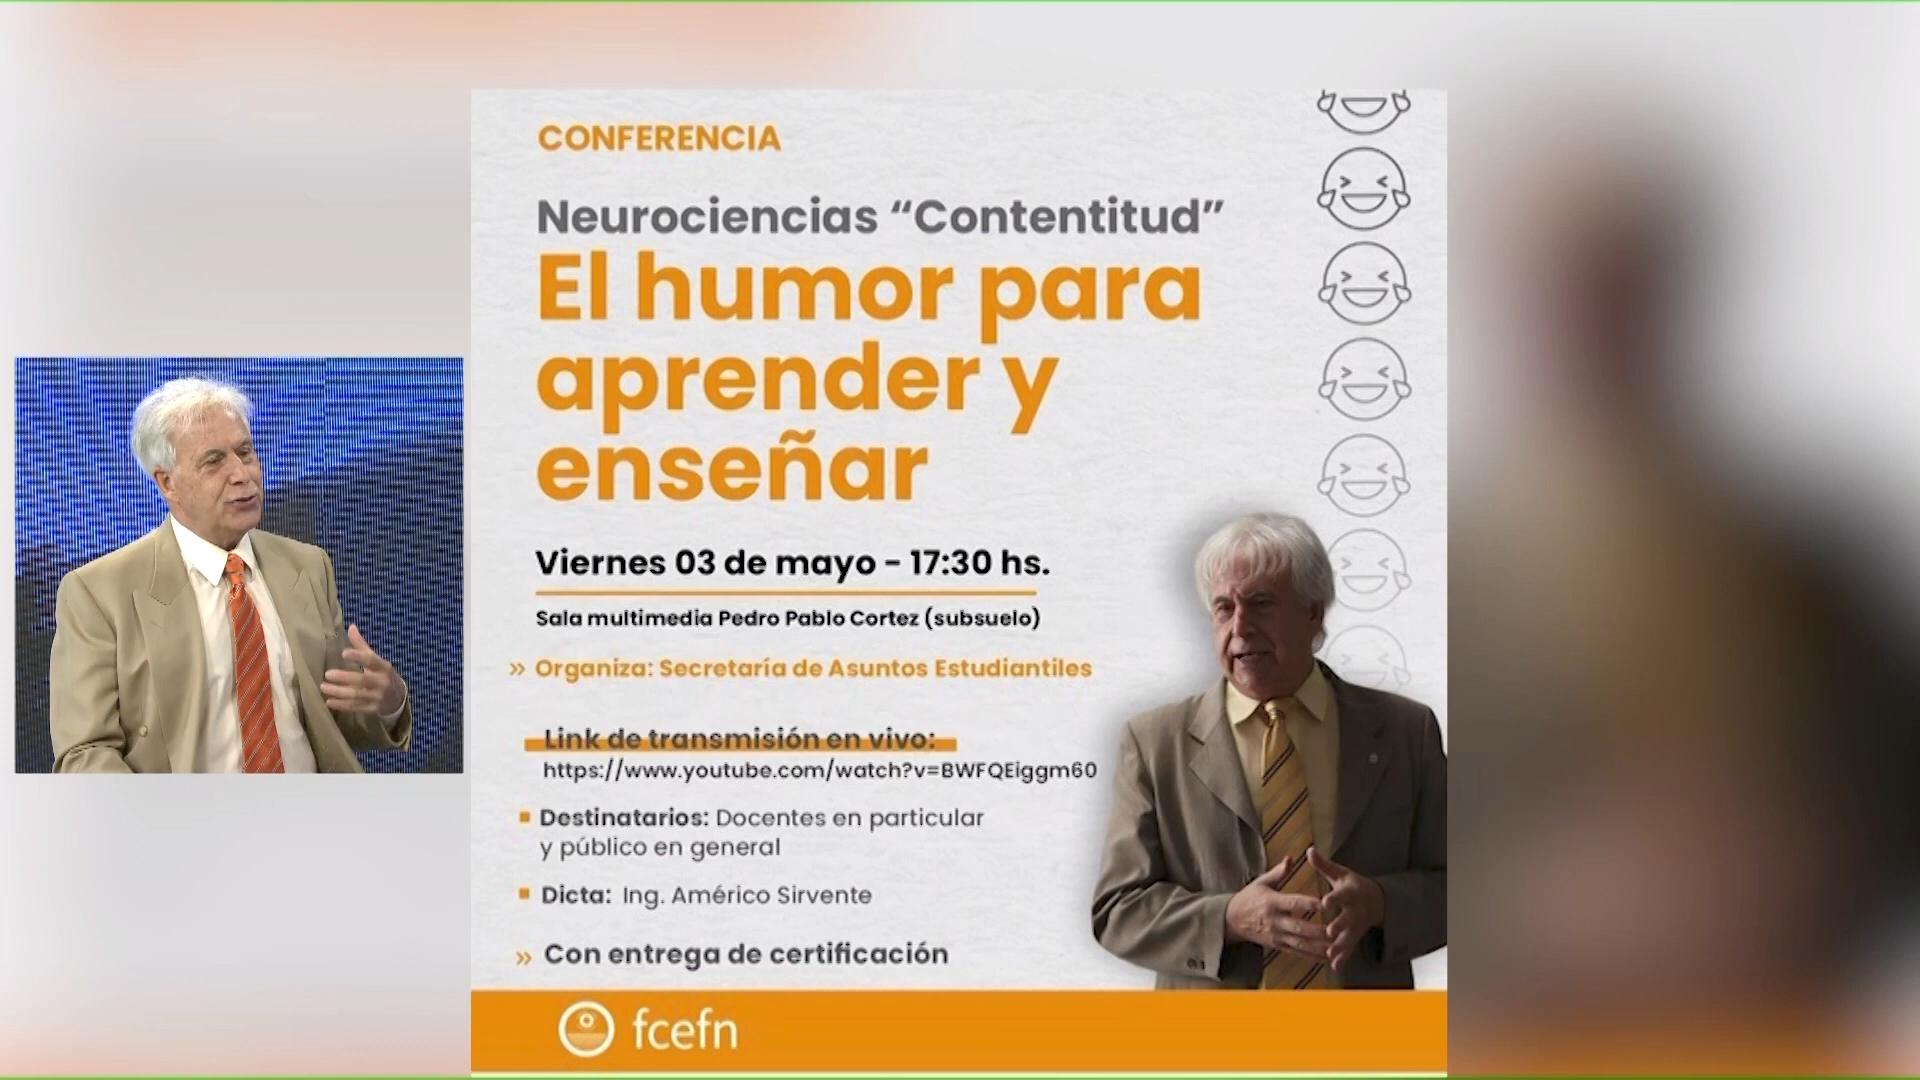 CONFERENCIA
Neurociencias “Contentitud”
El humor para
aprender y
enseñar
Viernes 03 de mayo - 17:30 hs.
Sala multimedia Pedro Pablo Cortez (subsuelo)
» Organiza: Secretaría de Asuntos Estudiantiles
Link de transmisión en vivo:
https://www.youtube.com/watch?v=BWFQEiggm60
Destinatarios: Docentes en particular
y público en general
Dicta: Ing. Américo Sirvente
» Con entrega de certificación
fcefn